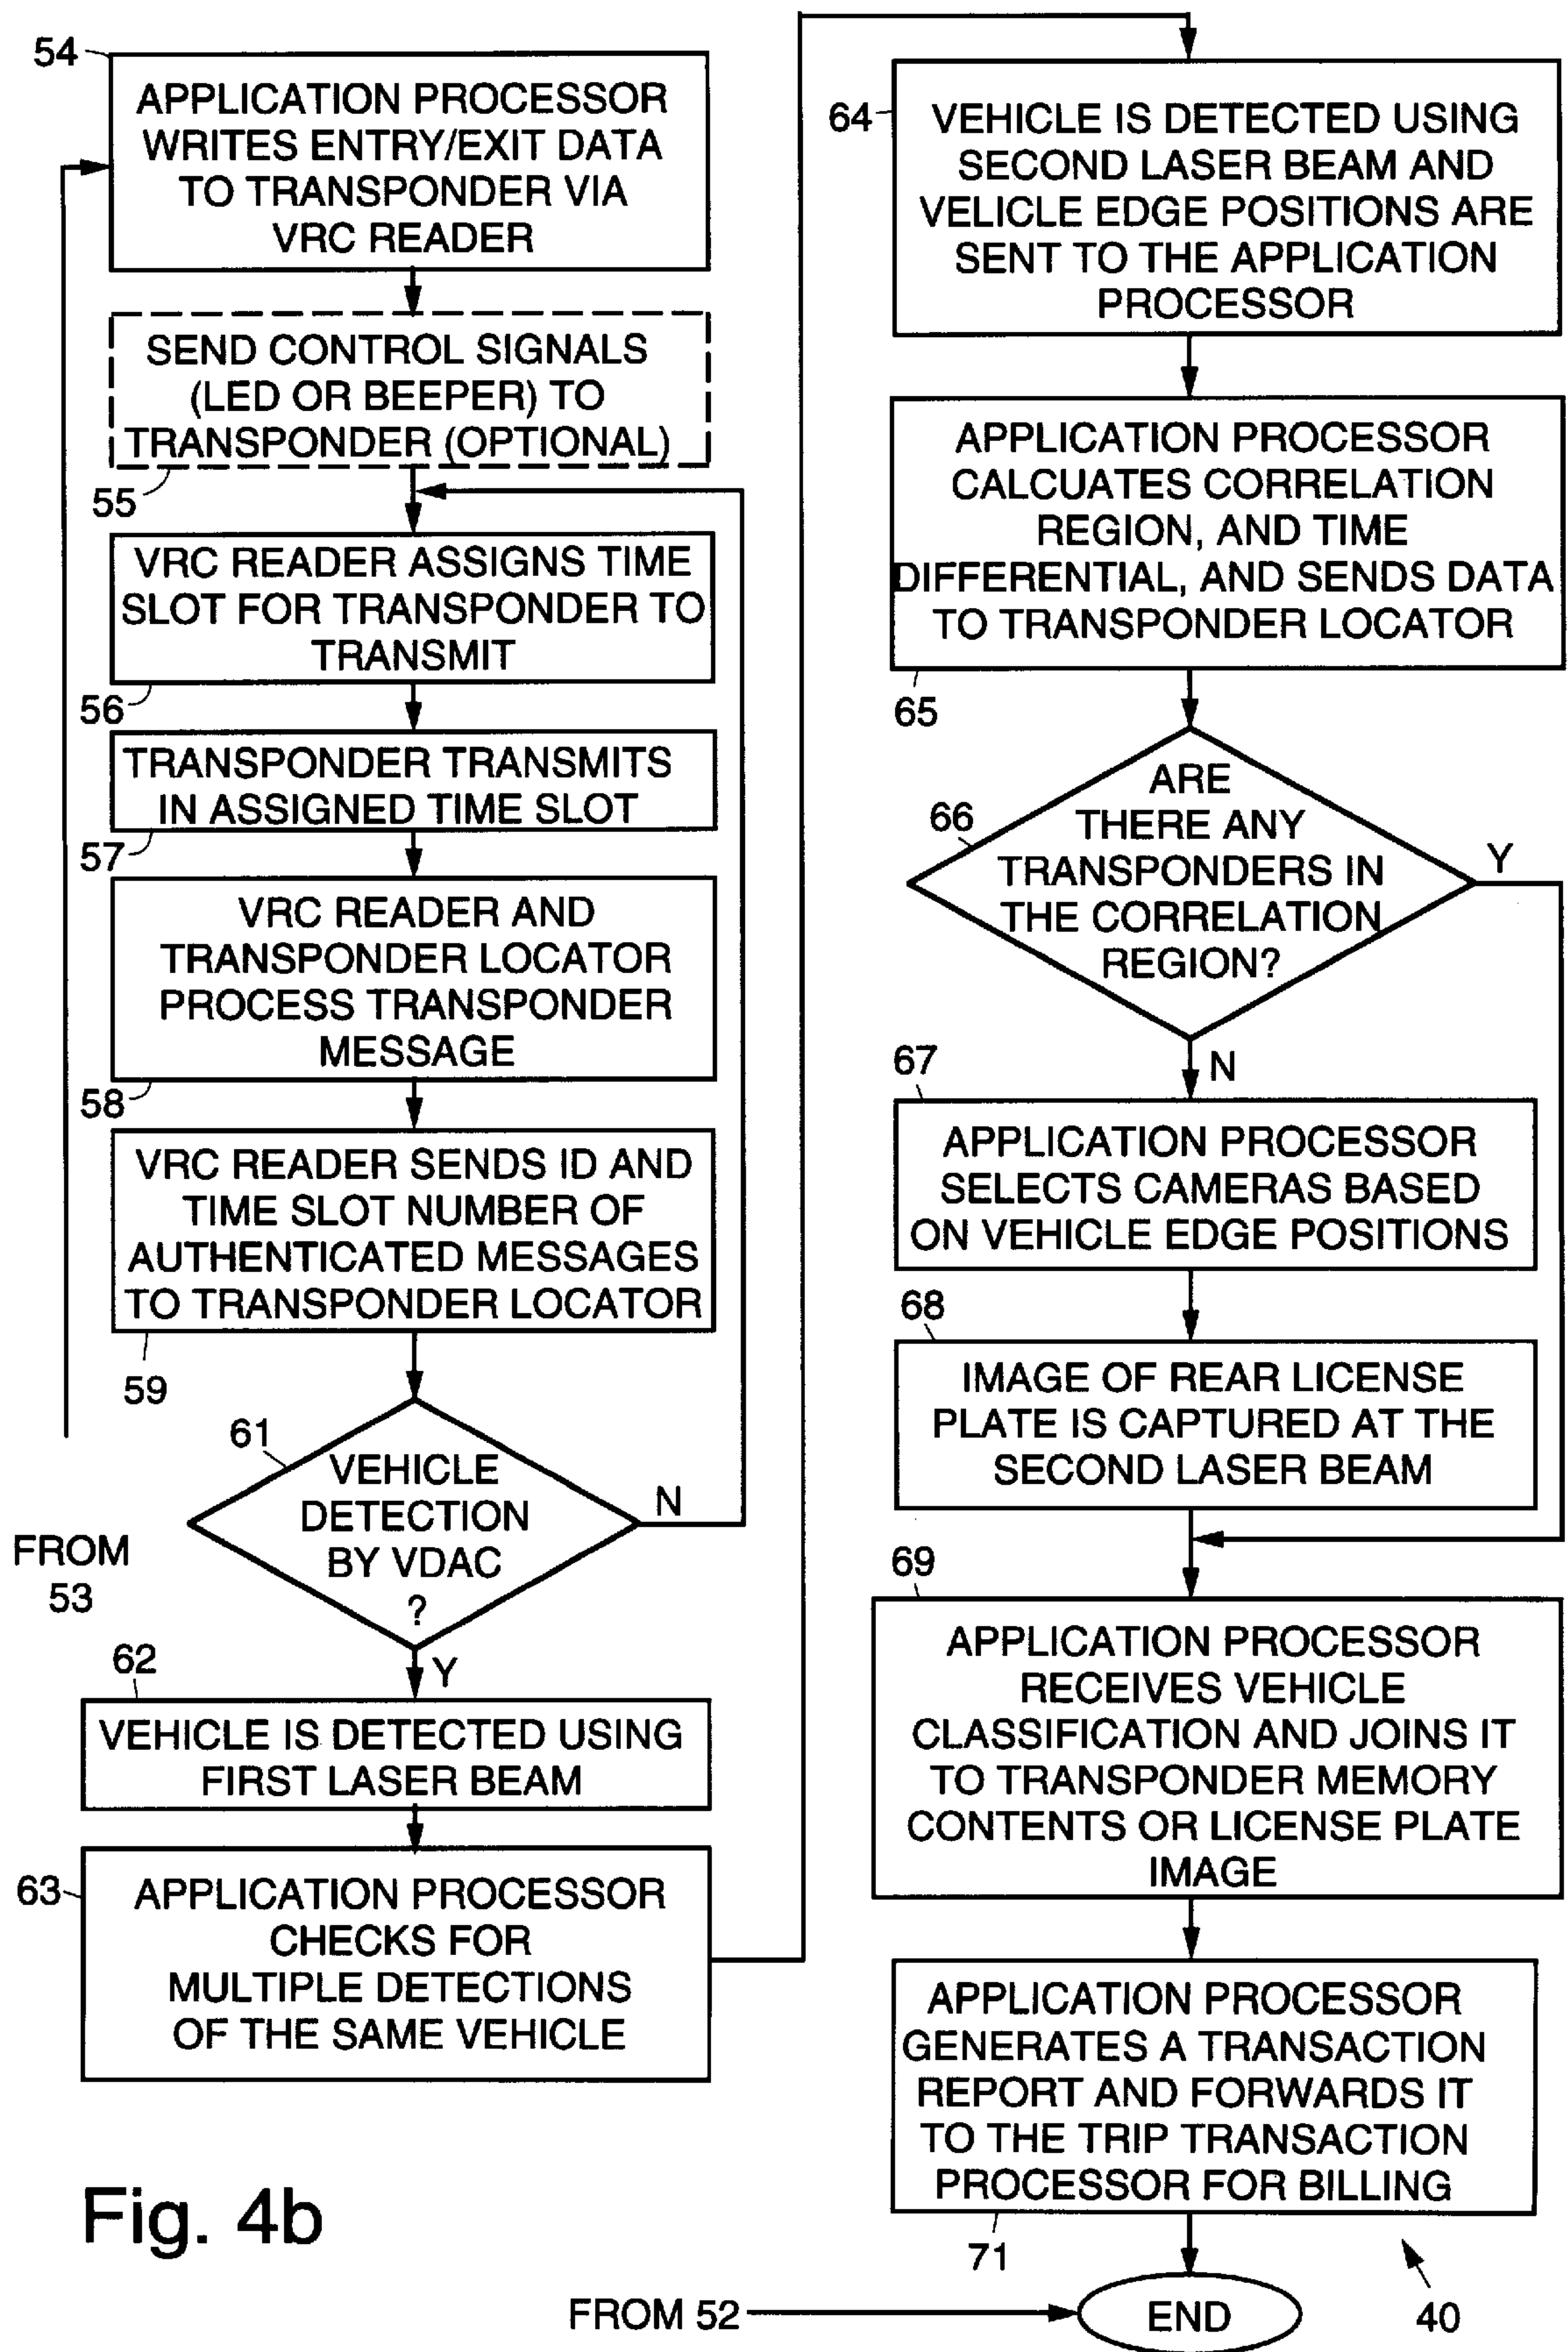 54
APPLICATION PROCESSOR
WRITES ENTRY/EXIT DATA
TO TRANSPONDER VIA
VRC READER
SEND CONTROL SIGNALS
(LED OR BEEPER) TO
TRANSPONDER (OPTIONAL)
55
VRC READER ASSIGNS TIME
SLOT FOR TRANSPONDER TO
TRANSMIT
56
TRANSPONDER TRANSMITS
IN ASSIGNED TIME SLOT
57
VRC READER AND
TRANSPONDER LOCATOR
PROCESS TRANSPONDER
MESSAGE
58
VRC READER SENDS ID AND
TIME SLOT NUMBER OF
AUTHENTICATED MESSAGES
TO TRANSPONDER LOCATOR
59
61
VEHICLE
DETECTION
BY VDAC
?
N
Y
FROM
53
62
VEHICLE IS DETECTED USING
FIRST LASER BEAM
63
APPLICATION PROCESSOR
CHECKS FOR
MULTIPLE DETECTIONS
OF THE SAME VEHICLE
64
VEHICLE IS DETECTED USING
SECOND LASER BEAM AND
VELICLE EDGE POSITIONS ARE
SENT TO THE APPLICATION
PROCESSOR
APPLICATION PROCESSOR
CALCUATES CORRELATION
REGION, AND TIME
DIFFERENTIAL, AND SENDS DATA
TO TRANSPONDER LOCATOR
65
66
ARE
THERE ANY
TRANSPONDERS IN
THE CORRELATION
REGION?
Y
N
67
APPLICATION PROCESSOR
SELECTS CAMERAS BASED
ON VEHICLE EDGE POSITIONS
68
IMAGE OF REAR LICENSE
PLATE IS CAPTURED AT THE
SECOND LASER BEAM
69
APPLICATION PROCESSOR
RECEIVES VEHICLE
CLASSIFICATION AND JOINS IT
TO TRANSPONDER MEMORY
CONTENTS OR LICENSE PLATE
IMAGE
APPLICATION PROCESSOR
GENERATES A TRANSACTION
REPORT AND FORWARDS IT
TO THE TRIP TRANSACTION
PROCESSOR FOR BILLING
71
FROM 52
END
40
Fig. 4b